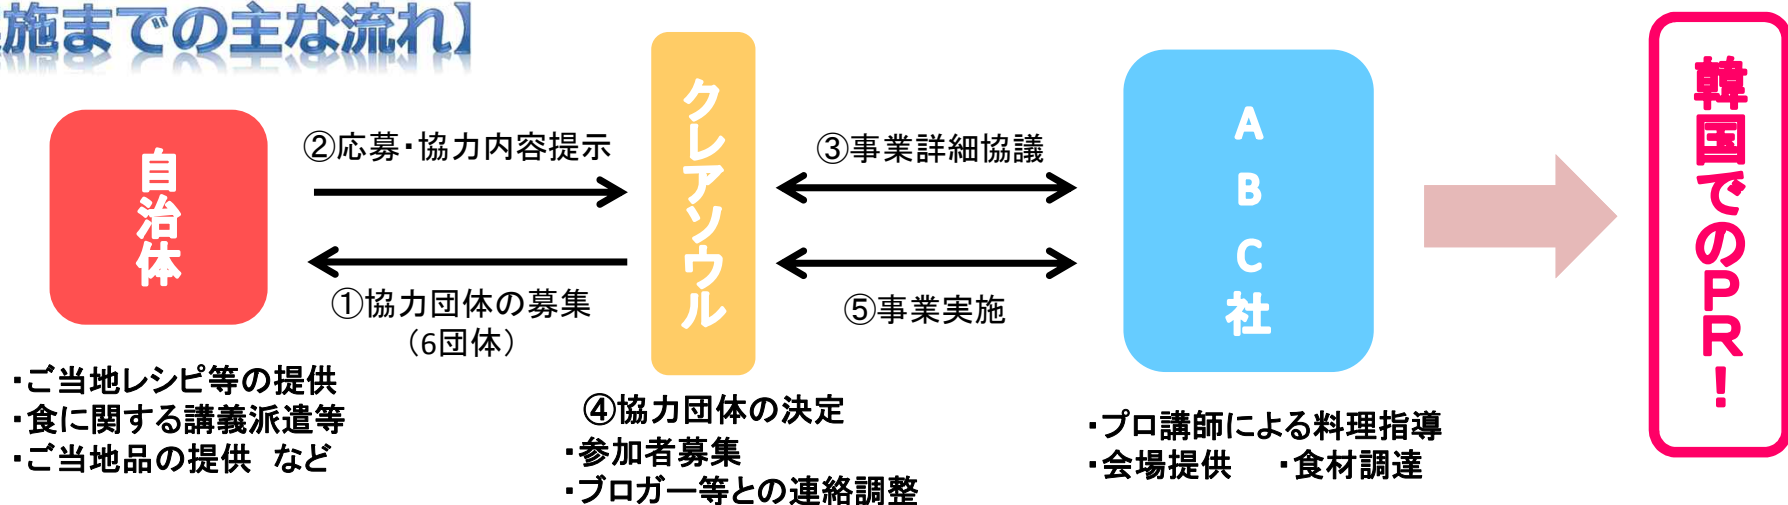 施までの主な流れ】
自治体
②応募・協力内容提示
①協力団体の募集
（6団体）
・ご当地レシピ等の提供
・食に関する講義派遣等
・ご当地品の提供 など
クレアソウル
④協力団体の決定
・参加者募集
・ブロガー等との連絡調整
③事業詳細協議
⑤事業実施
ABC社
・プロ講師による料理指導
・会場提供 ・食材調達
韓国でのPR！